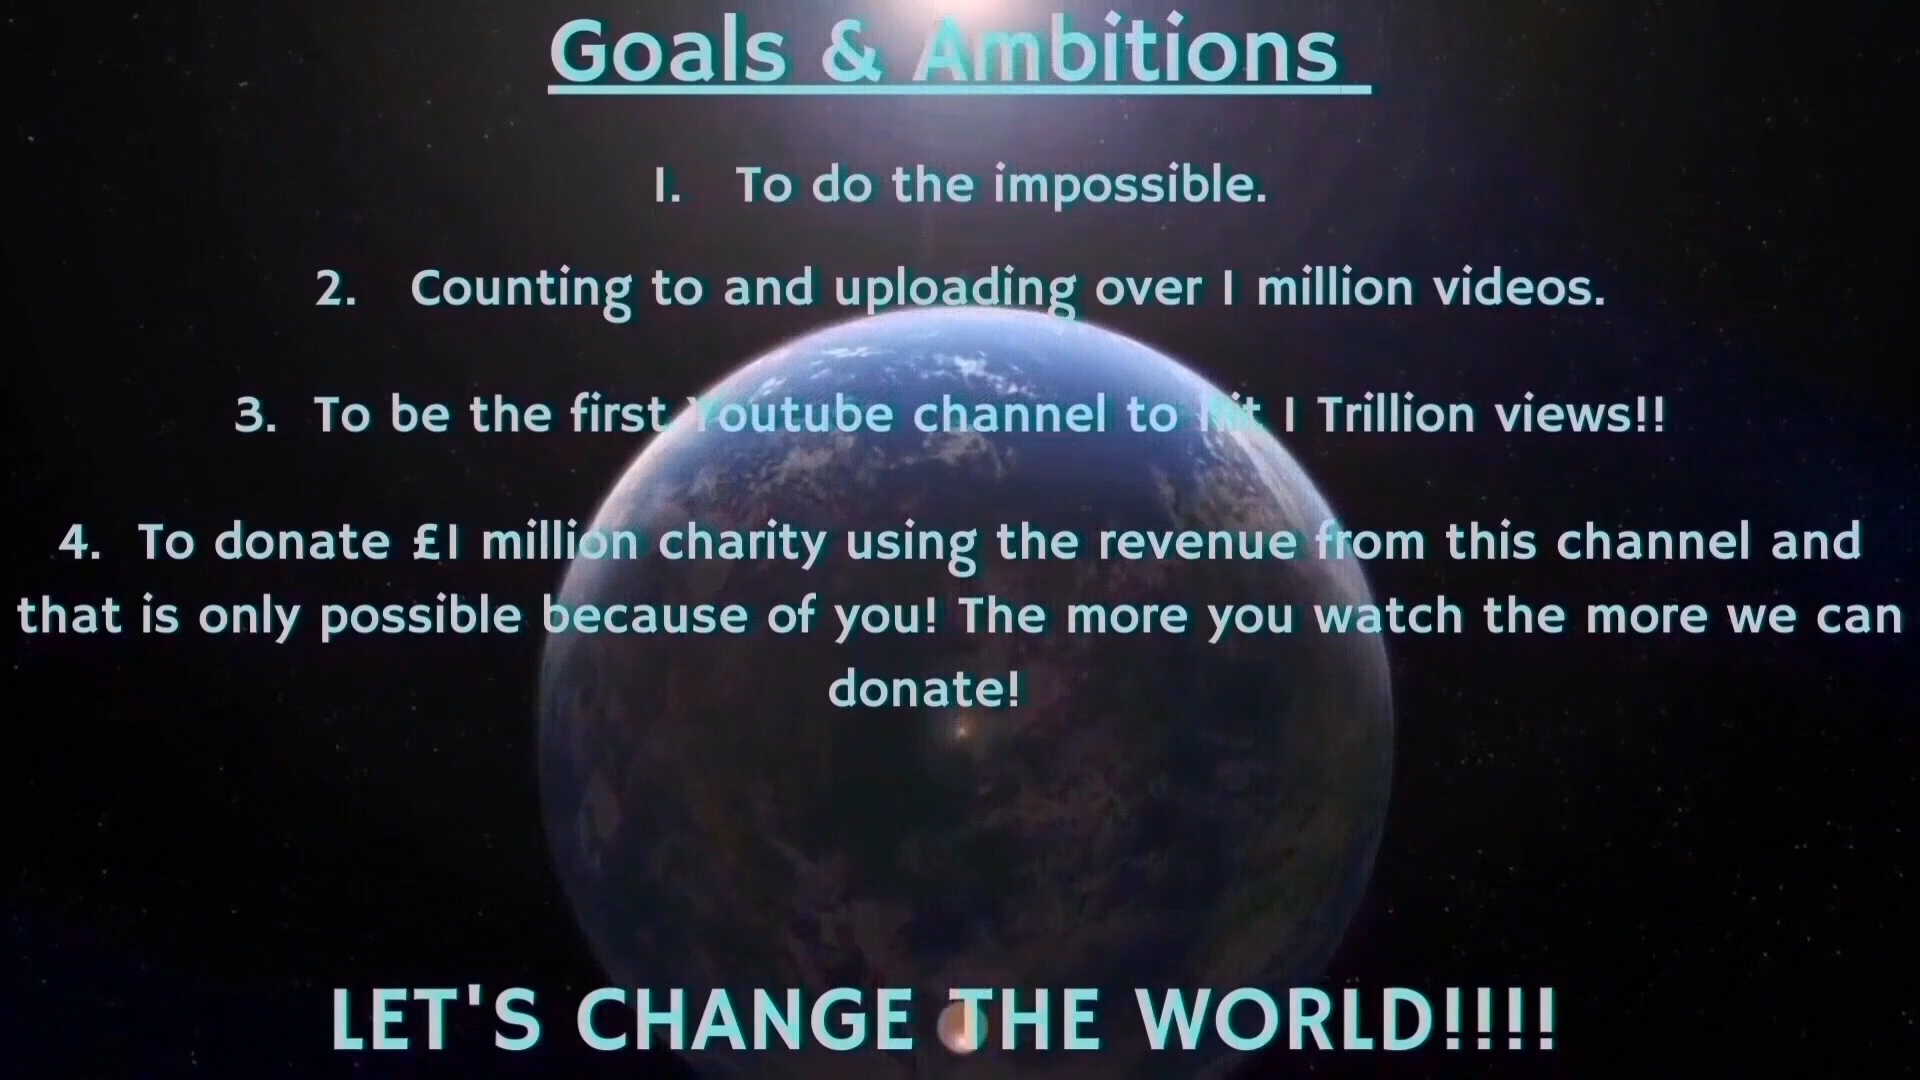 Goals & Ambitions
1. To do the impossible.
2. Counting to and uploading over 1 million videos.
3. To be the first Youtube channel to hit 1 Trillion views!!
4. To donate £1 million charity using the revenue from this channel and
that is only possible because of you! The more you watch the more we can
donate!
LET'S CHANGE THE WORLD!!!!